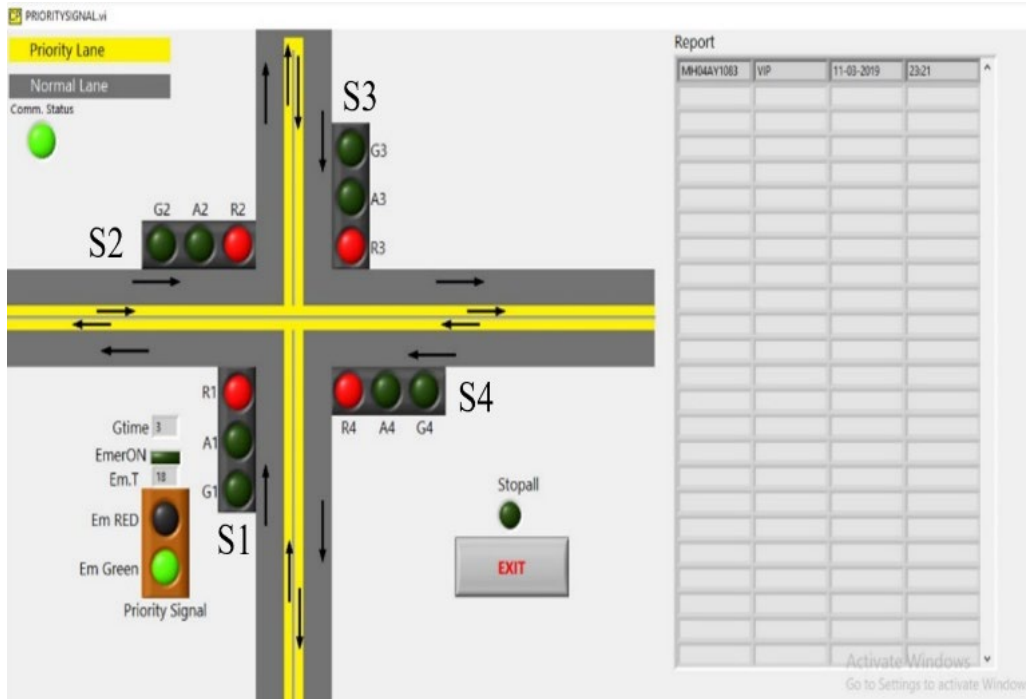 PRIORITYSIGNAL.vi
Priority Lane
Normal Lane
Comm. Status
S3
G3
A3
R3
G2 A2 R2
S2
R1
A1
G1
S1
S4
R4 A4 G4
Gtime 3
EmerON
Em.T 18
Em RED
Em Green
Priority Signal
Stopall
EXIT
Report
MH04AY1083 VIP 11-03-2019 23:21
Activate Windows
Go to Settings to activate Window